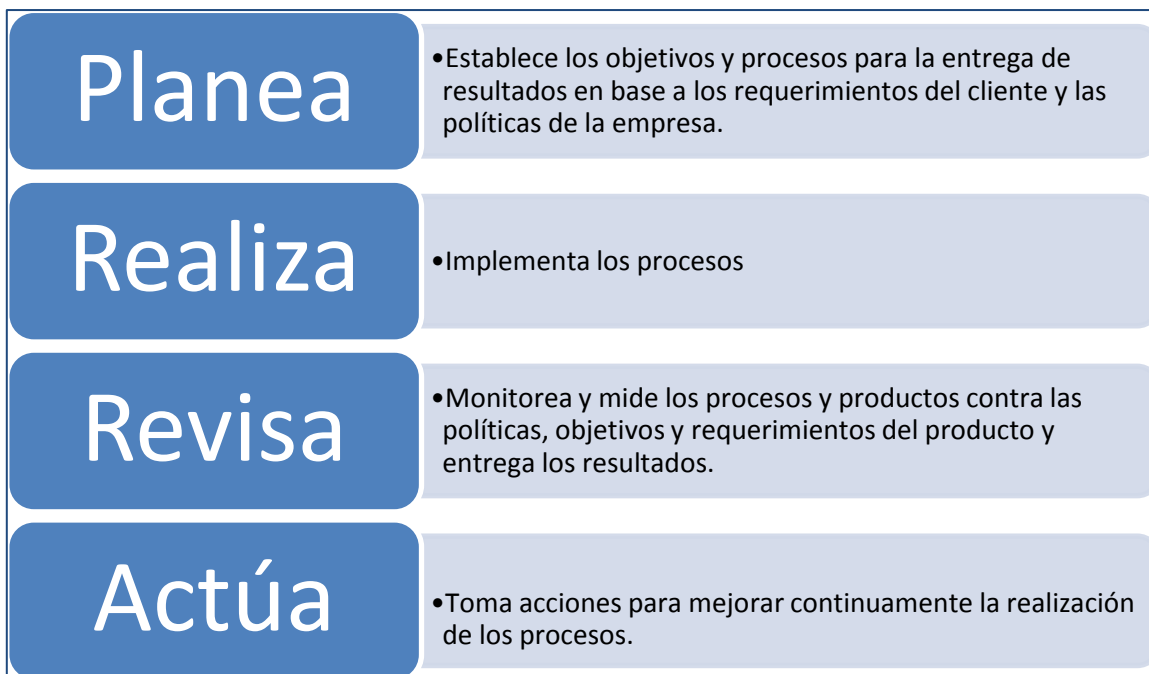 Planea
•Establece los objetivos y procesos para la entrega de
resultados en base a los requerimientos del cliente y las
políticas de la empresa.
Realiza
•Implementa los procesos
Revisa
•Monitorea y mide los procesos y productos contra las
políticas, objetivos y requerimientos del producto y
entrega los resultados.
Actúa
•Toma acciones para mejorar continuamente la realización
de los procesos.